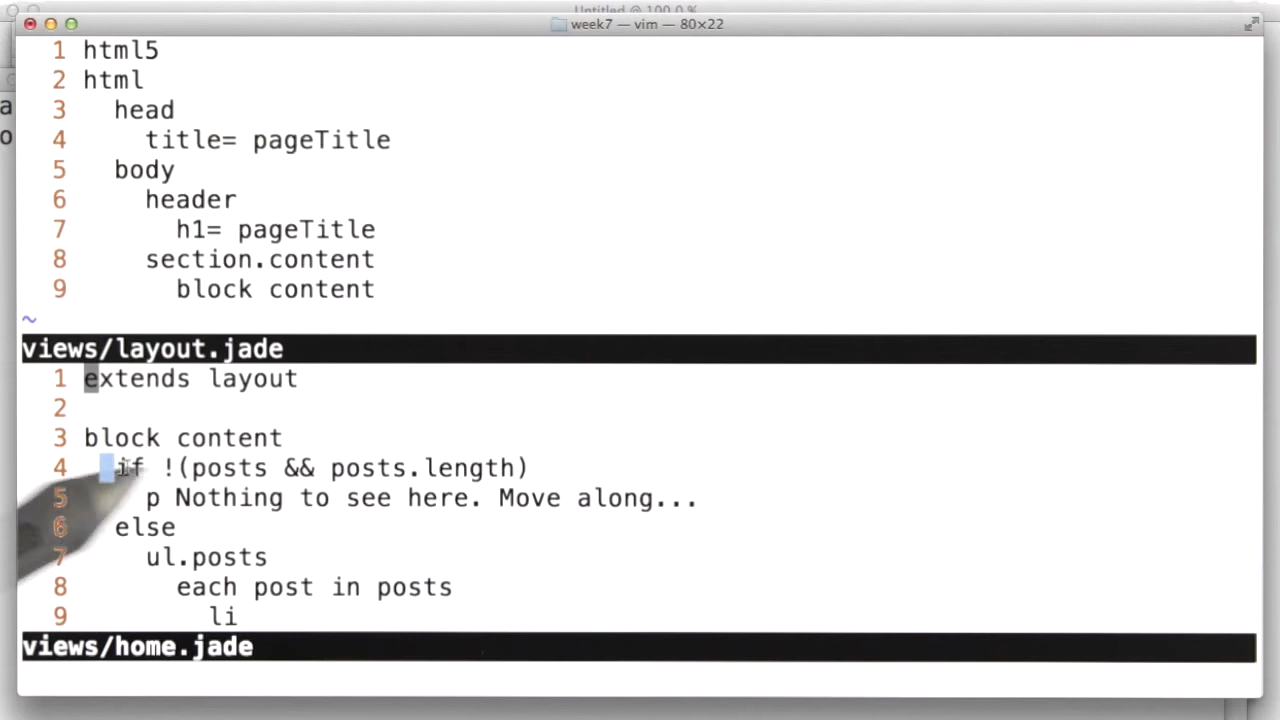 Untitled @ 100.0 %
week7 — vim — 80×22
1 html5
2 html
3   head
4     title= pageTitle
5   body
6     header
7       h1= pageTitle
8     section.content
9       block content
~
views/layout.jade
1 extends layout
2
3 block content
4   if !(posts && posts.length)
5     p Nothing to see here. Move along...
6   else
7     ul.posts
8       each post in posts
9         li
views/home.jade
a
o